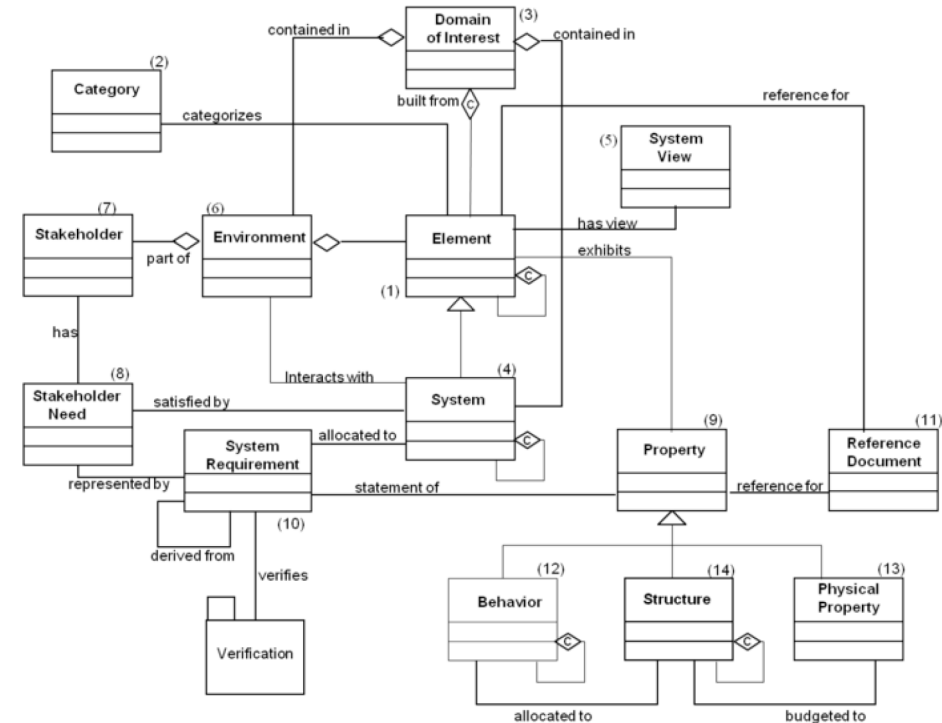 contained in
Domain
of Interest
(3)
contained in
(2)
Category
built from
C
reference for
categorizes
(5)
System
View
(7)
Stakeholder
part of
(6)
Environment
Element
(1)
C
has view
exhibits
has
Interacts with
(8)
Stakeholder
Need
satisfied by
(4)
System
C
System
Requirement
allocated to
(9)
Property
(11)
Reference
Document
represented by
statement of
reference for
(10)
derived from
verifies
Verification
(12)
Behavior
C
(14)
Structure
C
(13)
Physical
Property
allocated to
budgeted to